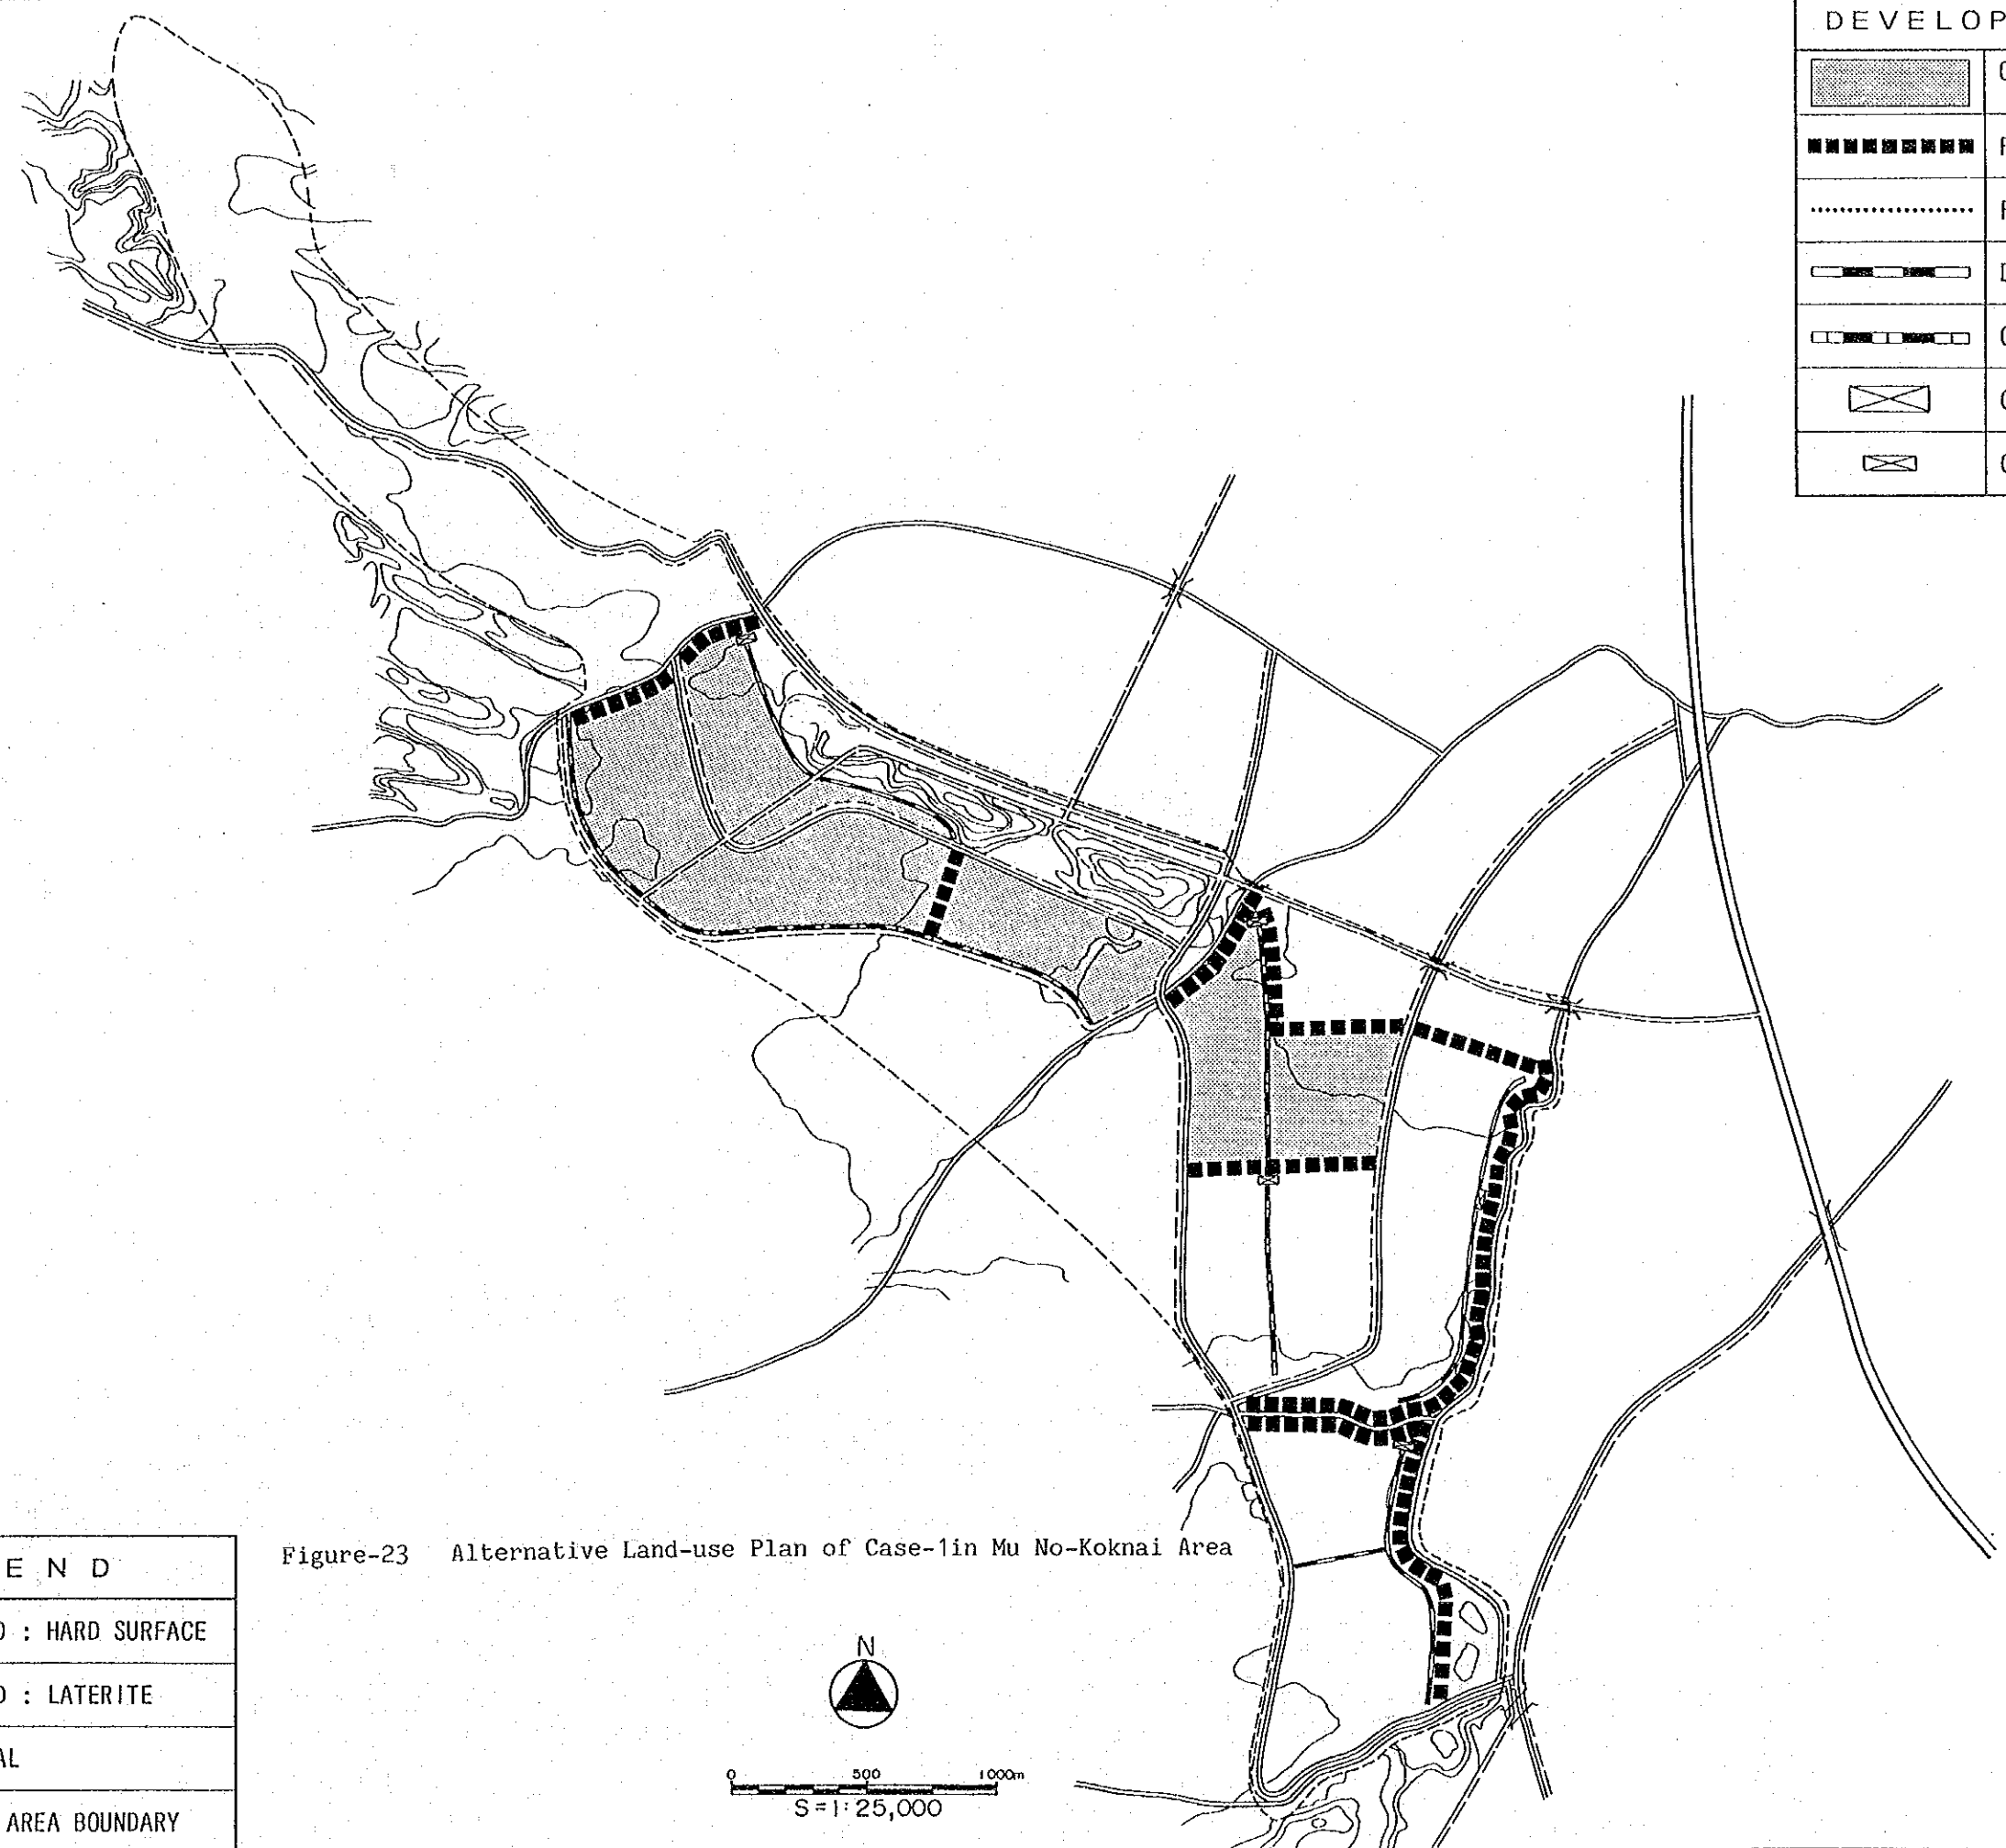 DEVELOP
E N D
: HARD SURFACE
: LATERITE
AL
AREA BOUNDARY
Figure-23 Alternative Land-use Plan of Case-1in Mu No-Koknai Area
N
0 500 1000m
S=1:25,000